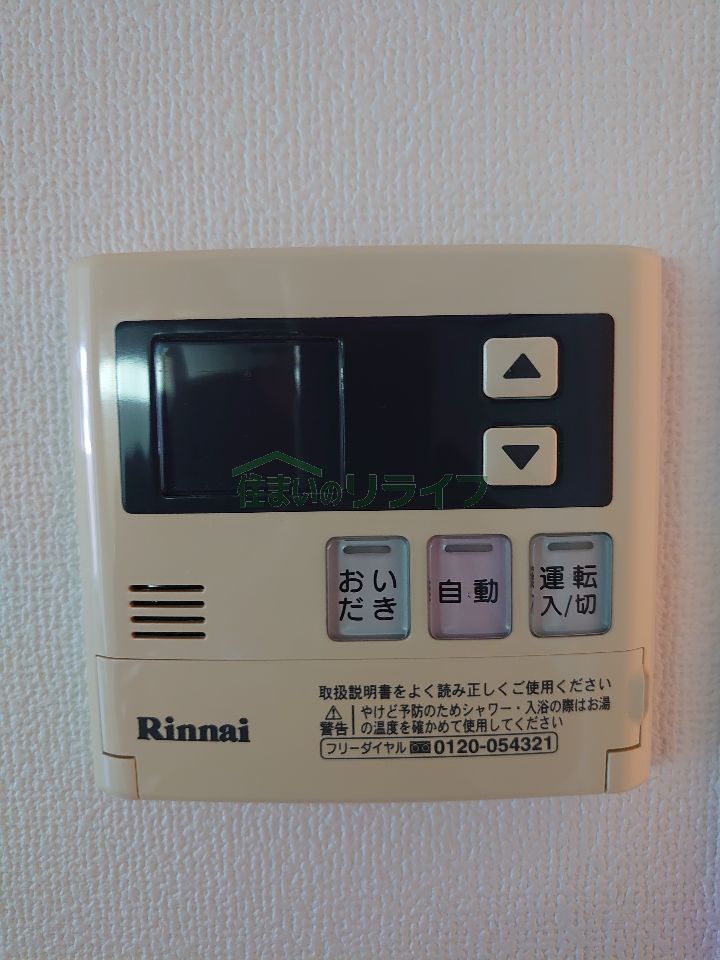 ▲
▼
住まいのリライフ
おい
だき
自動
運転
入/切
取扱説明書をよく読み正しくご使用ください
⚠警告 やけど予防のためシャワー・入浴の際はお湯
の温度を確かめて使用してください
Rinnai
フリーダイヤル 0120-054321